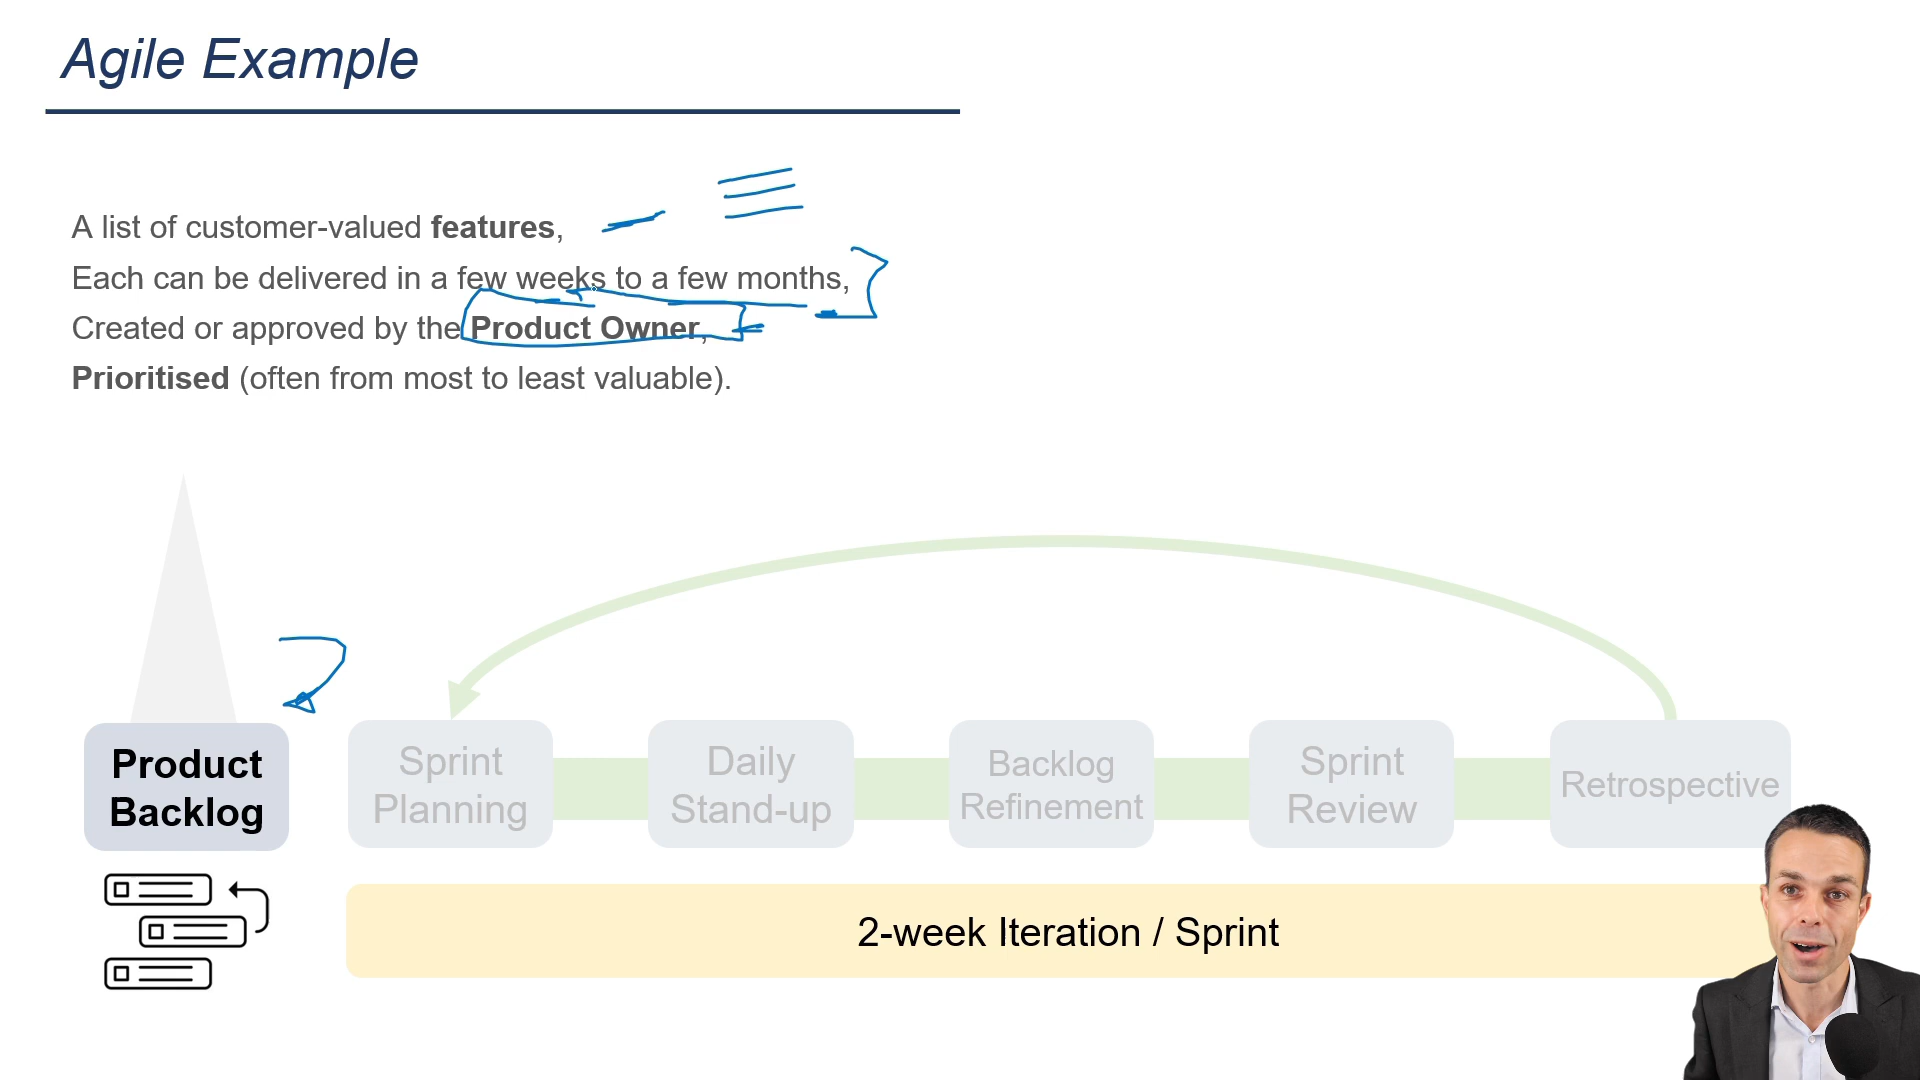 Agile Example
A list of customer-valued features,
Each can be delivered in a few weeks to a few months,
Created or approved by the Product Owner,
Prioritised (often from most to least valuable).
Product
Backlog
Sprint
Planning
Daily
Stand-up
Backlog
Refinement
Sprint
Review
Retrospective
2-week Iteration / Sprint